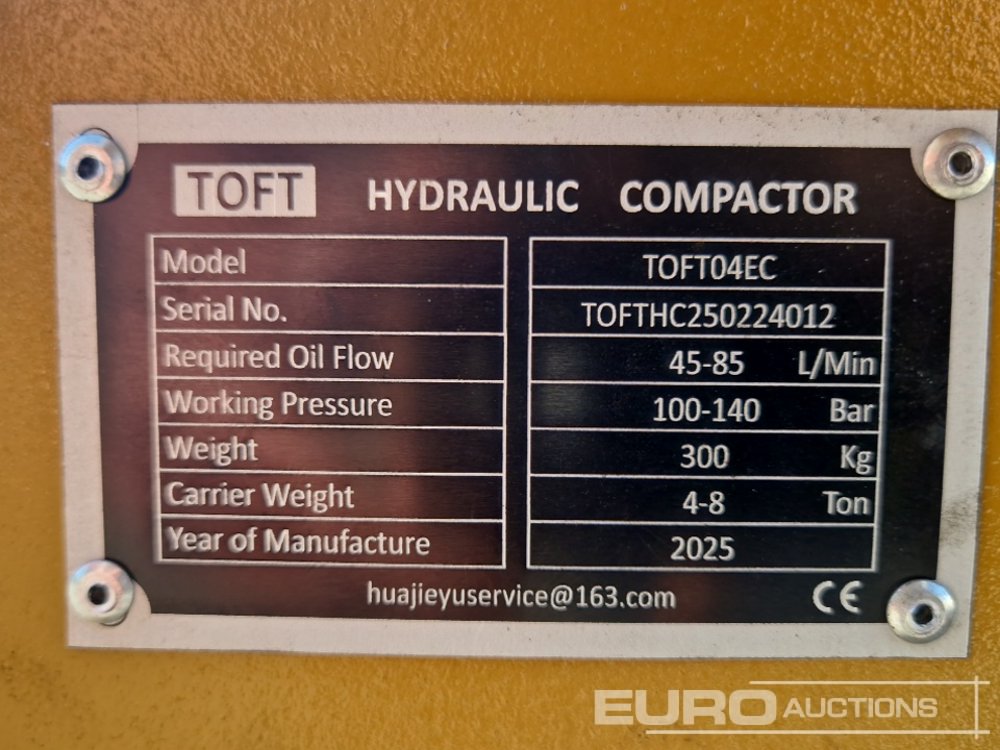 TOFT HYDRAULIC COMPACTOR
Model TOFT04EC
Serial No. TOFTHC250224012
Required Oil Flow 45-85 L/Min
Working Pressure 100-140 Bar
Weight 300 Kg
Carrier Weight 4-8 Ton
Year of Manufacture 2025
huajieyuservice@163.com CE
EURO AUCTIONS